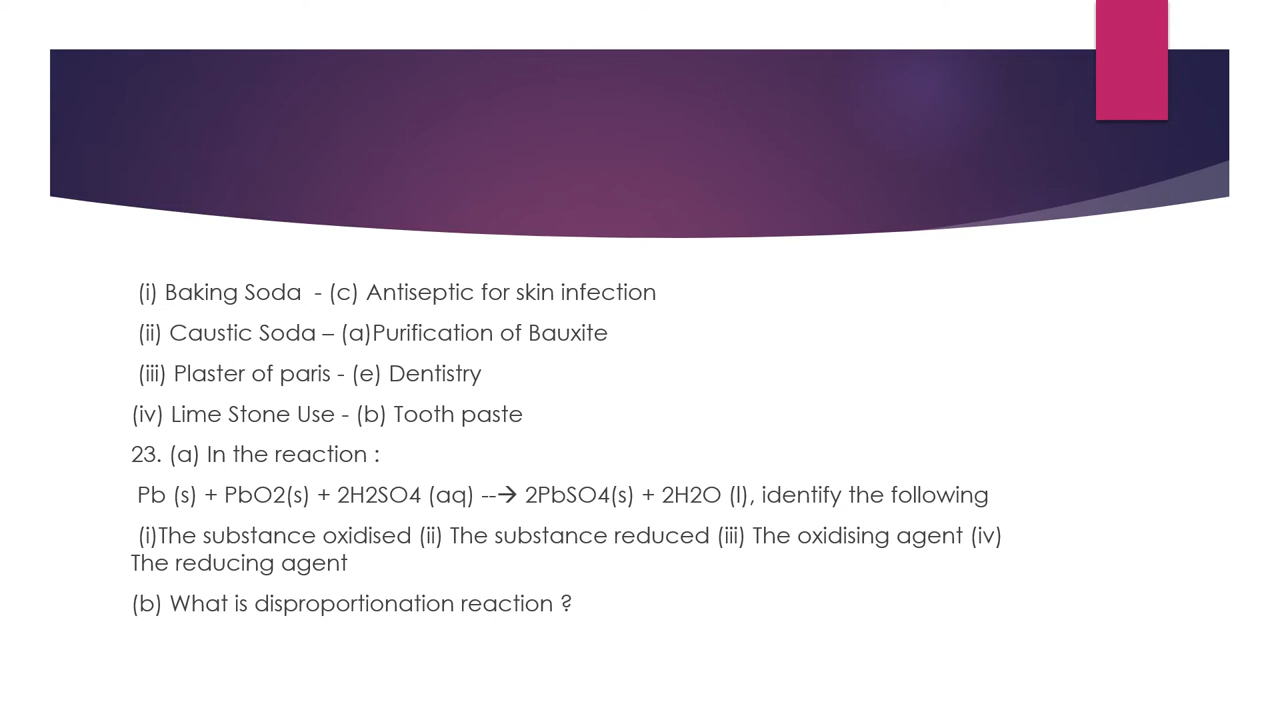 (i) Baking Soda  - (c) Antiseptic for skin infection
(ii) Caustic Soda – (a)Purification of Bauxite
(iii) Plaster of paris - (e) Dentistry
(iv) Lime Stone Use - (b) Tooth paste
23. (a) In the reaction :
Pb (s) + PbO2(s) + 2H2SO4 (aq) --→ 2PbSO4(s) + 2H2O (l), identify the following
(i)The substance oxidised (ii) The substance reduced (iii) The oxidising agent (iv)
The reducing agent
(b) What is disproportionation reaction ?